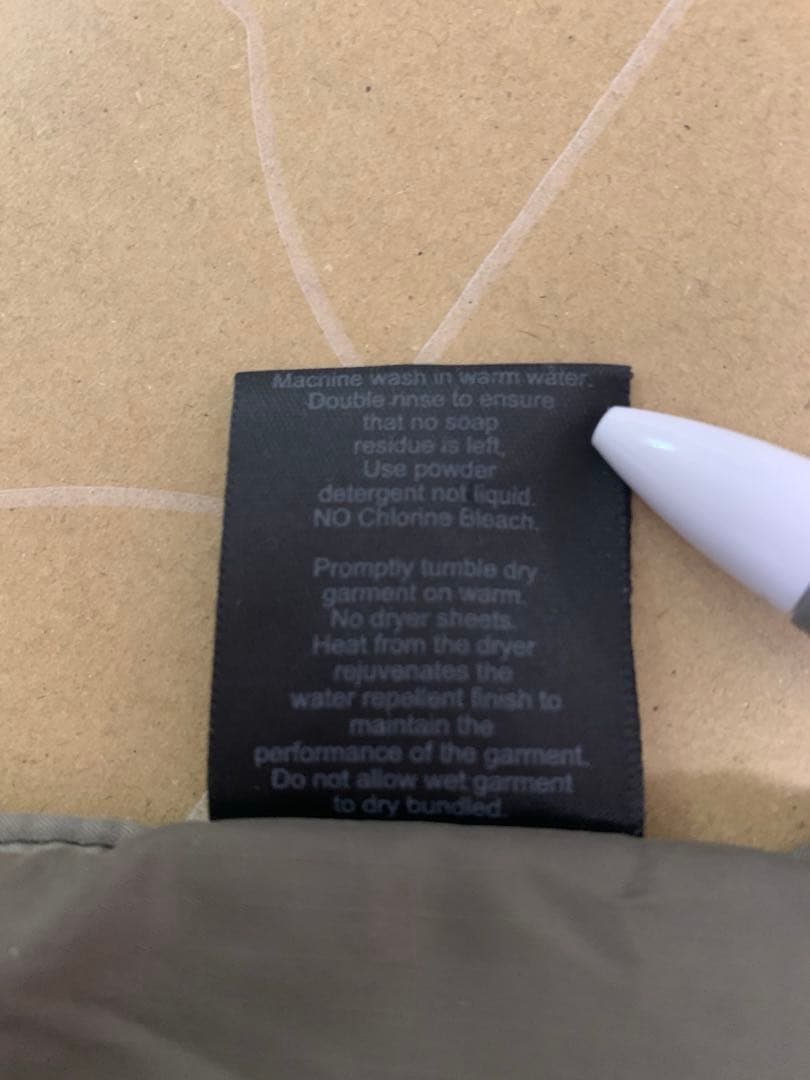 Machine wash in warm water.
Double rinse to ensure
that no soap
residue is left,
Use powder
detergent not liquid.
NO Chlorine Bleach.
Promptly tumble dry
garment on warm.
No dryer sheets.
Heat from the dryer
rejuvenates the
water repellent finish to
maintain the
performance of the garment.
Do not allow wet garment
to dry bundled.